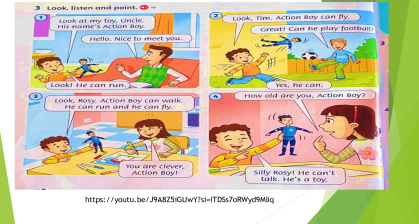 3 Look, listen and point.
1
Look at my toy, Uncle.
His name's Action Boy.
Hello. Nice to meet you.
Look! He can run.
2
Look, Tim. Action Boy can fly.
Great! Can he play football?
Yes, he can.
3
Look, Rosy. Action Boy can walk.
He can run and he can fly!
You are clever,
Action Boy!
4
How old are you, Action Boy?
Silly Rosy! He can't
talk. He's a toy.
3
https://youtu.be/J9A8Z5IGUwY?si=ITDSs7oRWyd9MIiq